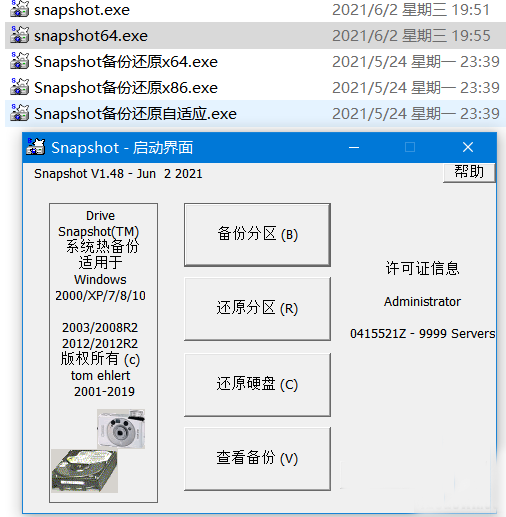 snapshot.exe 2021/6/2 星期三 19:51
snapshot64.exe 2021/6/2 星期三 19:55
Snapshot备份还原x64.exe 2021/5/24 星期一 23:39
Snapshot备份还原x86.exe 2021/5/24 星期一 23:39
Snapshot备份还原自适应.exe 2021/5/24 星期一 23:39
Snapshot - 启动界面
Snapshot V1.48 - Jun 2 2021
帮助
Drive
Snapshot(TM)
系统热备份
适用于
Windows
2000/XP/7/8/10
2003/2008R2
2012/2012R2
版权所有 (c)
tom ehlert
2001-2019
备份分区 (B)
还原分区 (R)
还原硬盘 (C)
查看备份 (V)
许可证信息
Administrator
0415521Z - 9999 Servers